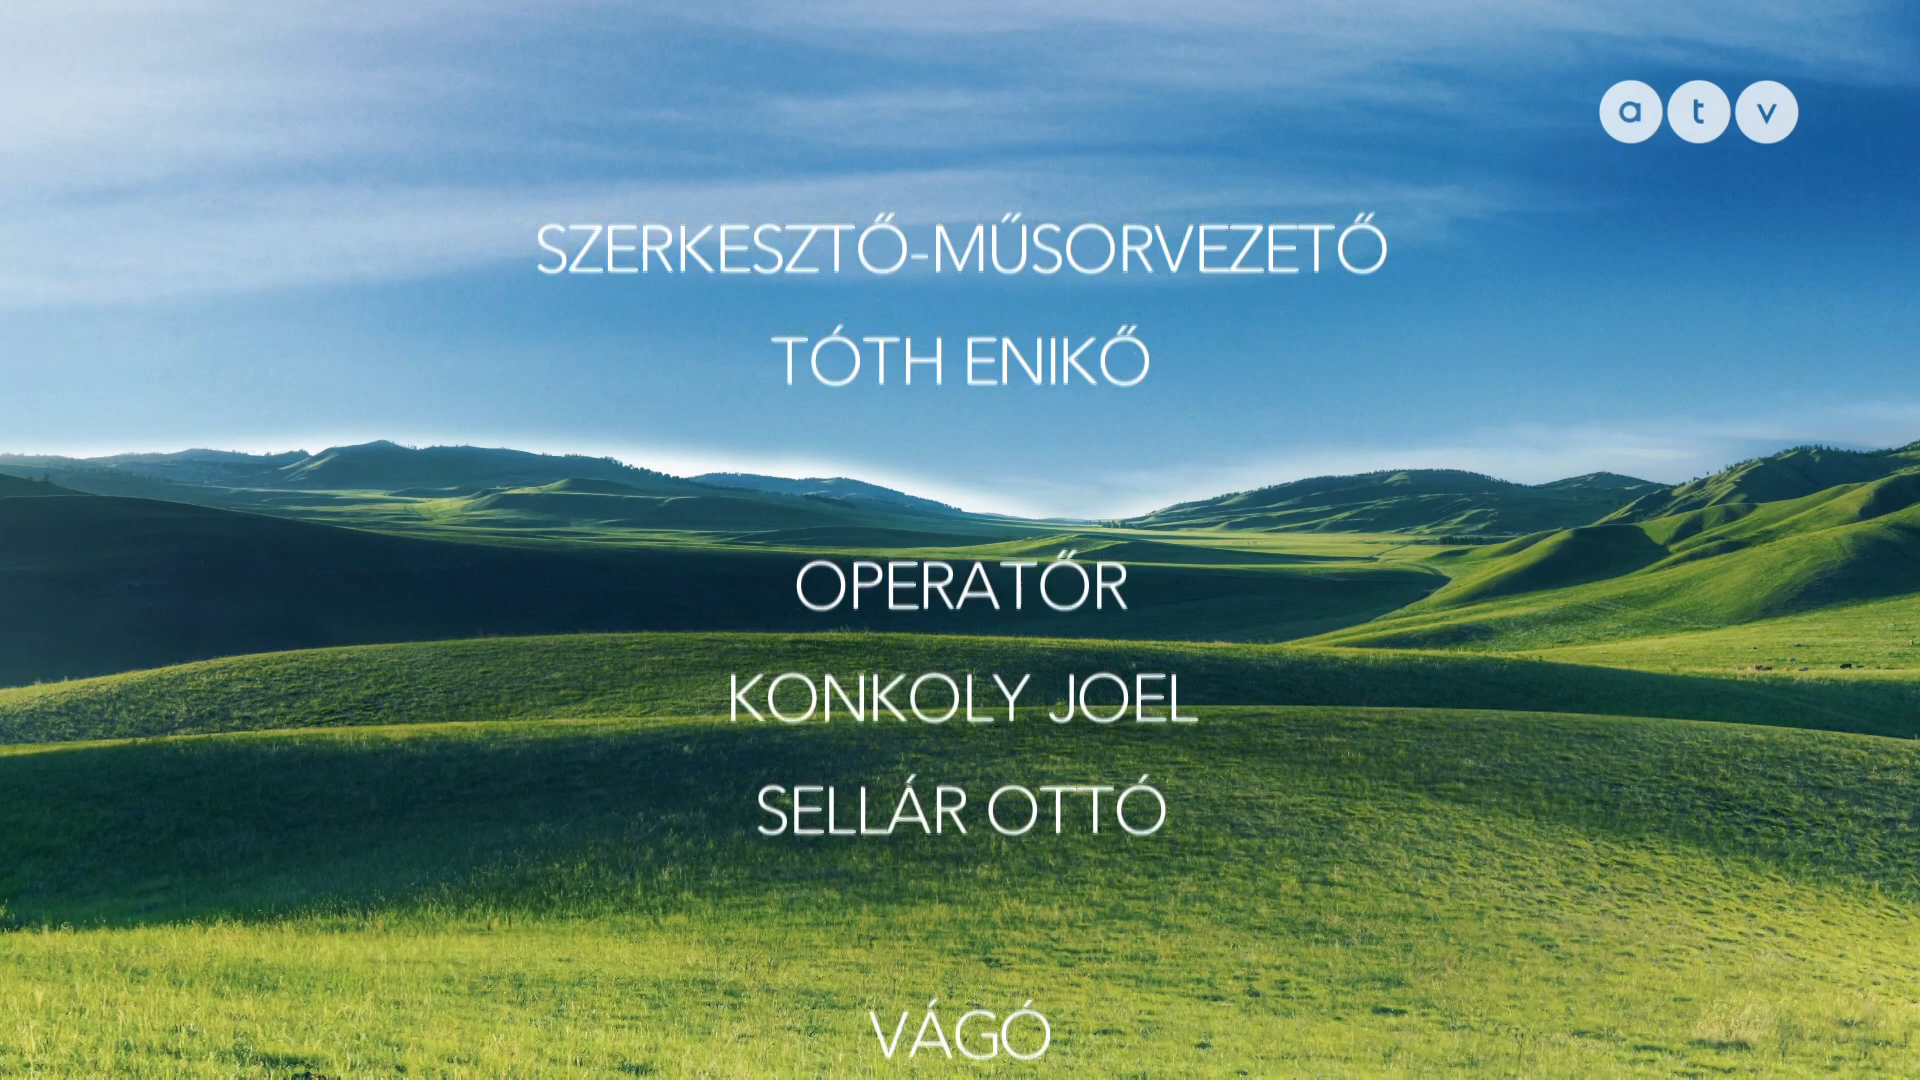 atv
SZERKESZTŐ-MŰSORVEZETŐ
TÓTH ENIKŐ
OPERATŐR
KONKOLY JOEL
SELLÁR OTTÓ
VÁGÓ